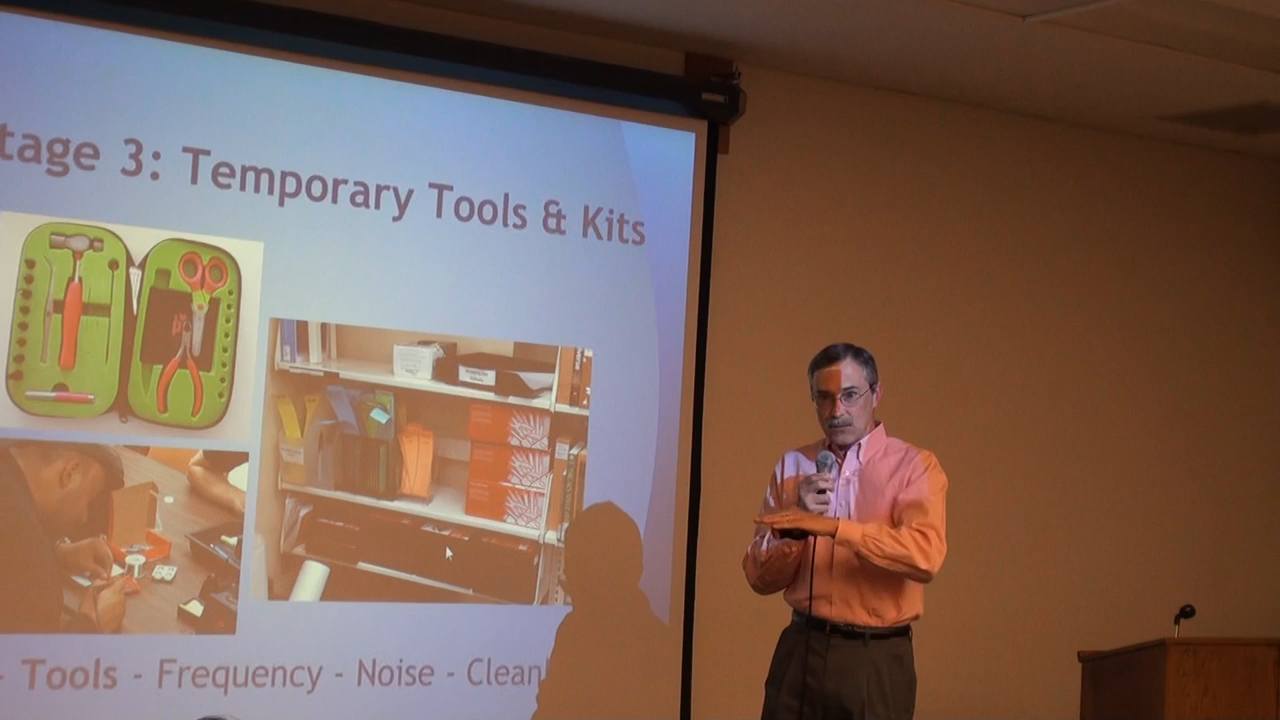 tage 3: Temporary Tools & Kits
- Tools - Frequency - Noise - Clean